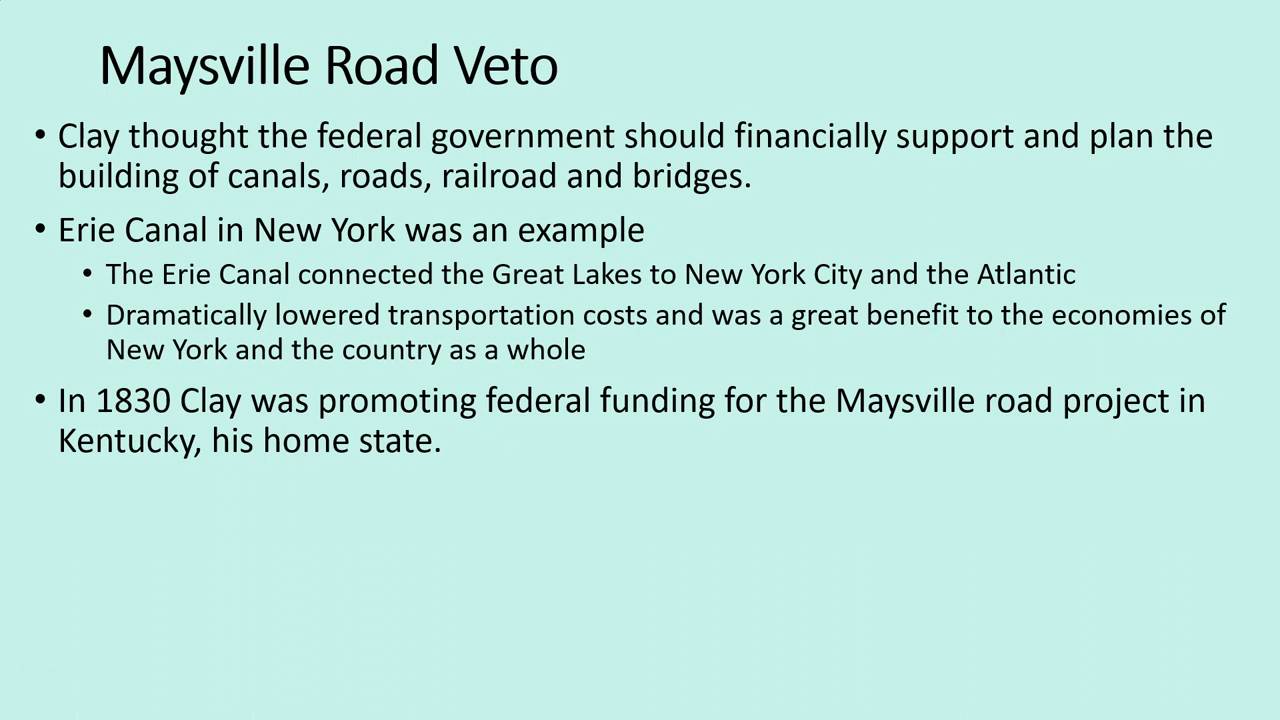 Maysville Road Veto
• Clay thought the federal government should financially support and plan the
building of canals, roads, railroad and bridges.
• Erie Canal in New York was an example
• The Erie Canal connected the Great Lakes to New York City and the Atlantic
• Dramatically lowered transportation costs and was a great benefit to the economies of
New York and the country as a whole
• In 1830 Clay was promoting federal funding for the Maysville road project in
Kentucky, his home state.